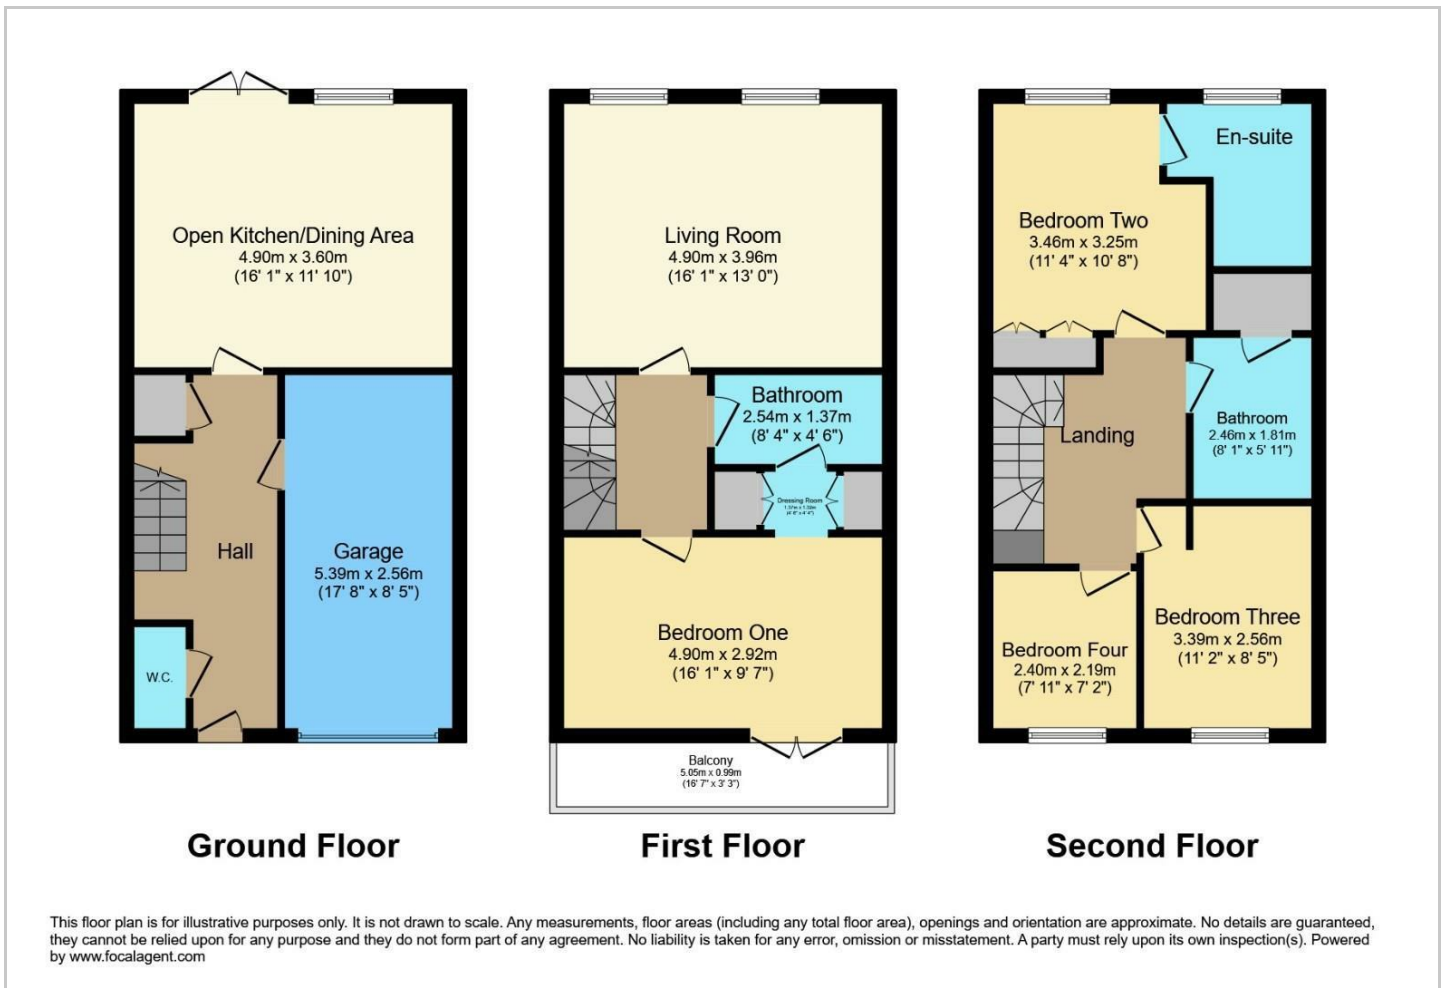 Open Kitchen/Dining Area
4.90m x 3.60m
(16' 1" x 11' 10")
Hall
Garage
5.39m x 2.56m
(17' 8" x 8' 5")
W.C.
Ground Floor
Living Room
4.90m x 3.96m
(16' 1" x 13' 0")
Bathroom
2.54m x 1.37m
(8' 4" x 4' 6")
Dressing Room
Bedroom One
4.90m x 2.92m
(16' 1" x 9' 7")
Balcony
5.05m x 0.99m
(16' 7" x 3' 3")
First Floor
En-suite
Bedroom Two
3.46m x 3.25m
(11' 4" x 10' 8")
Landing
Bathroom
2.46m x 1.81m
(8' 1" x 5' 11")
Bedroom Three
3.39m x 2.56m
(11' 2" x 8' 5")
Bedroom Four
2.40m x 2.19m
(7' 11" x 7' 2")
Second Floor
This floor plan is for illustrative purposes only. It is not drawn to scale. Any measurements, floor areas (including any total floor area), openings and orientation are approximate. No details are guaranteed,
they cannot be relied upon for any purpose and they do not form part of any agreement. No liability is taken for any error, omission or misstatement. A party must rely upon its own inspection(s). Powered
by www.focalagent.com